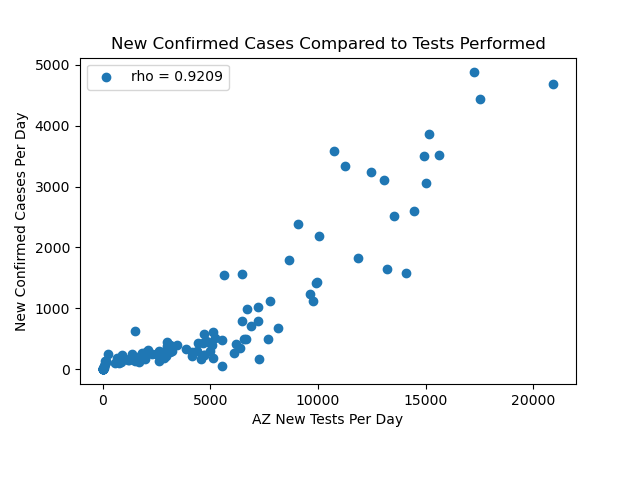 New Confirmed Cases Compared to Tests Performed
rho = 0.9209
5000
4000
3000
2000
1000
0
New Confirmed Caeses Per Day
0 5000 10000 15000 20000
AZ New Tests Per Day